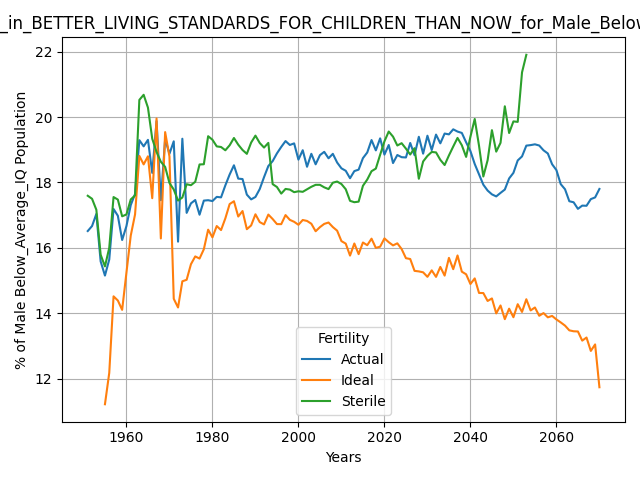 _in_BETTER_LIVING_STANDARDS_FOR_CHILDREN_THAN_NOW_for_Male_Below
22
20
18
16
14
12
% of Male Below_Average_IQ Population
Fertility
Actual
Ideal
Sterile
1960 1980 2000 2020 2040 2060
Years